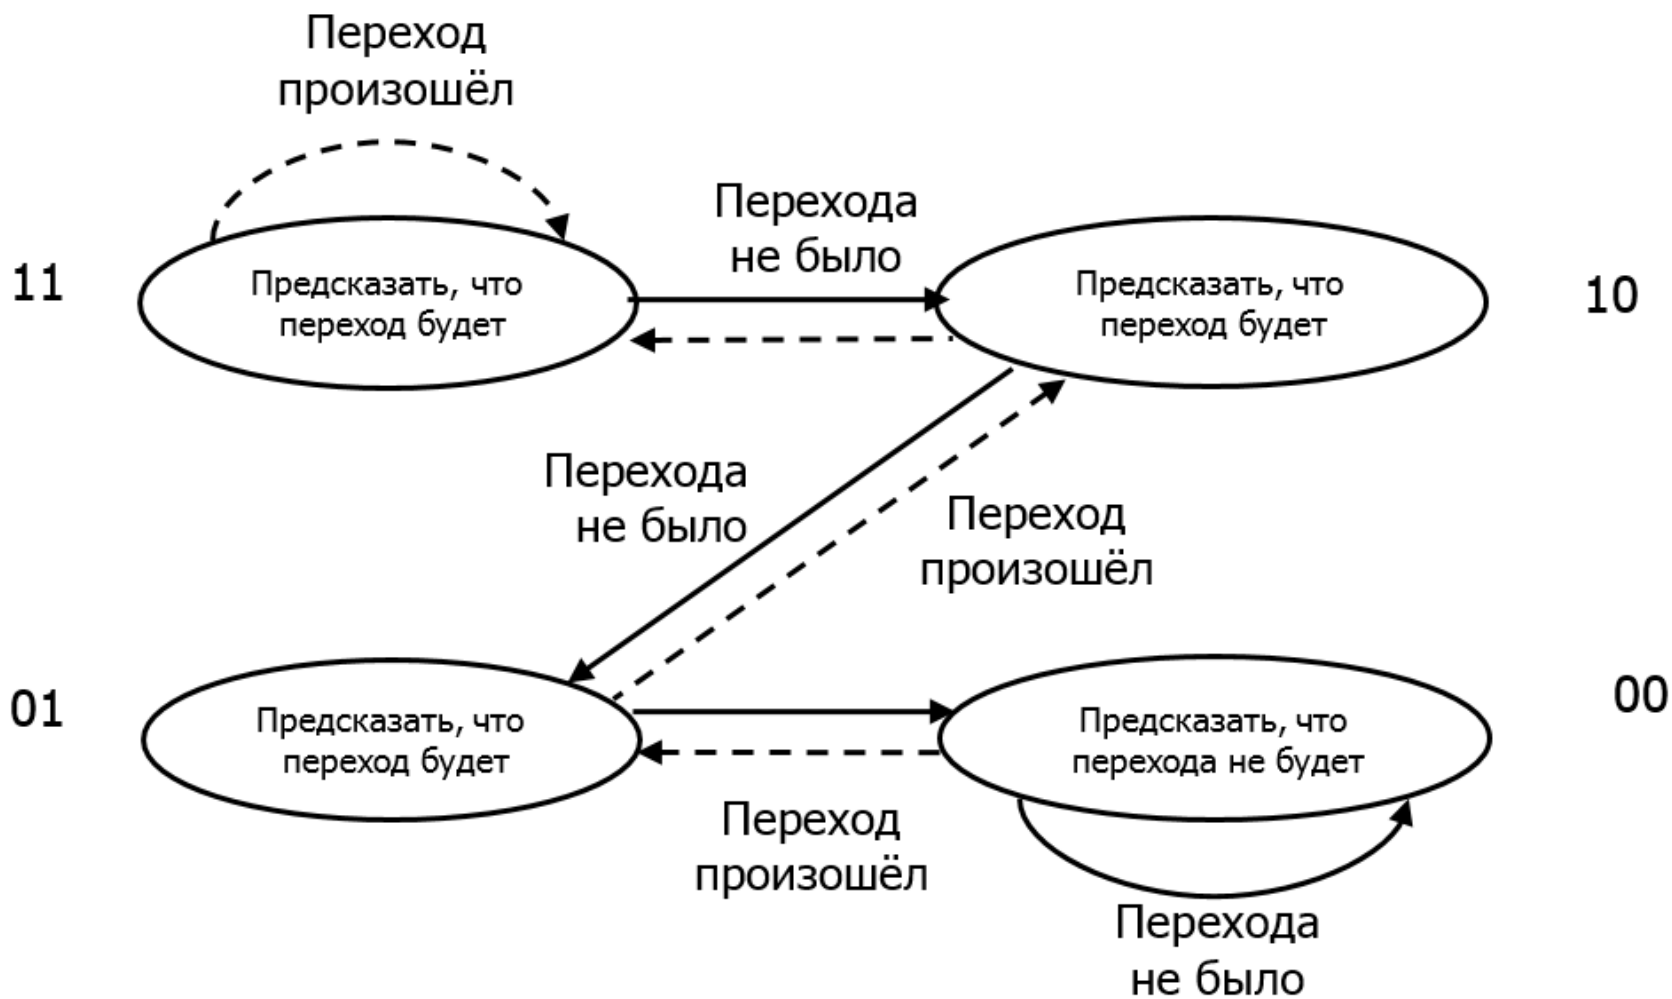 Переход
произошёл
Перехода
не было
11
Предсказать, что
переход будет
Предсказать, что
переход будет
10
Перехода
не было
Переход
произошёл
01
Предсказать, что
переход будет
Предсказать, что
перехода не будет
00
Переход
произошёл
Перехода
не было